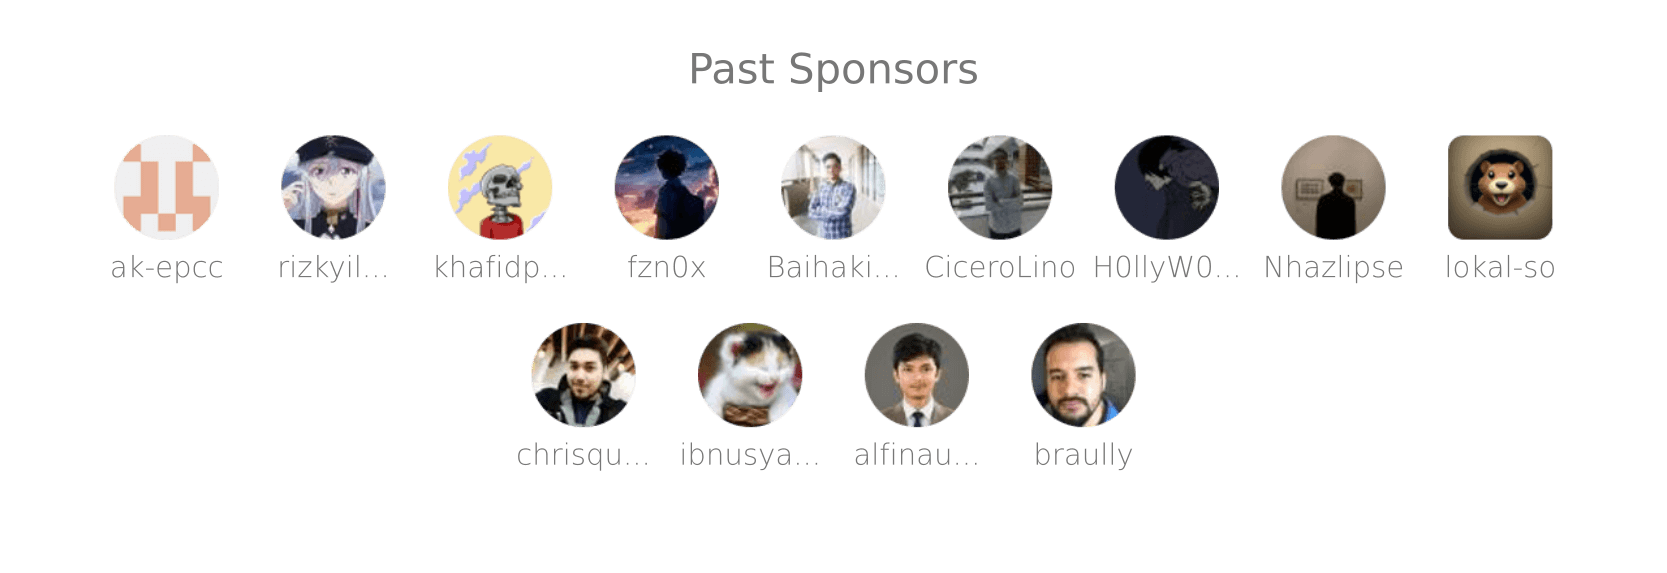 Past Sponsors
ak-epcc rizkyil... khafidp... fzn0x Baihaki... CiceroLino H0llyW0... Nhazlipse lokal-so
chrisqu... ibnusya... alfinau... braully